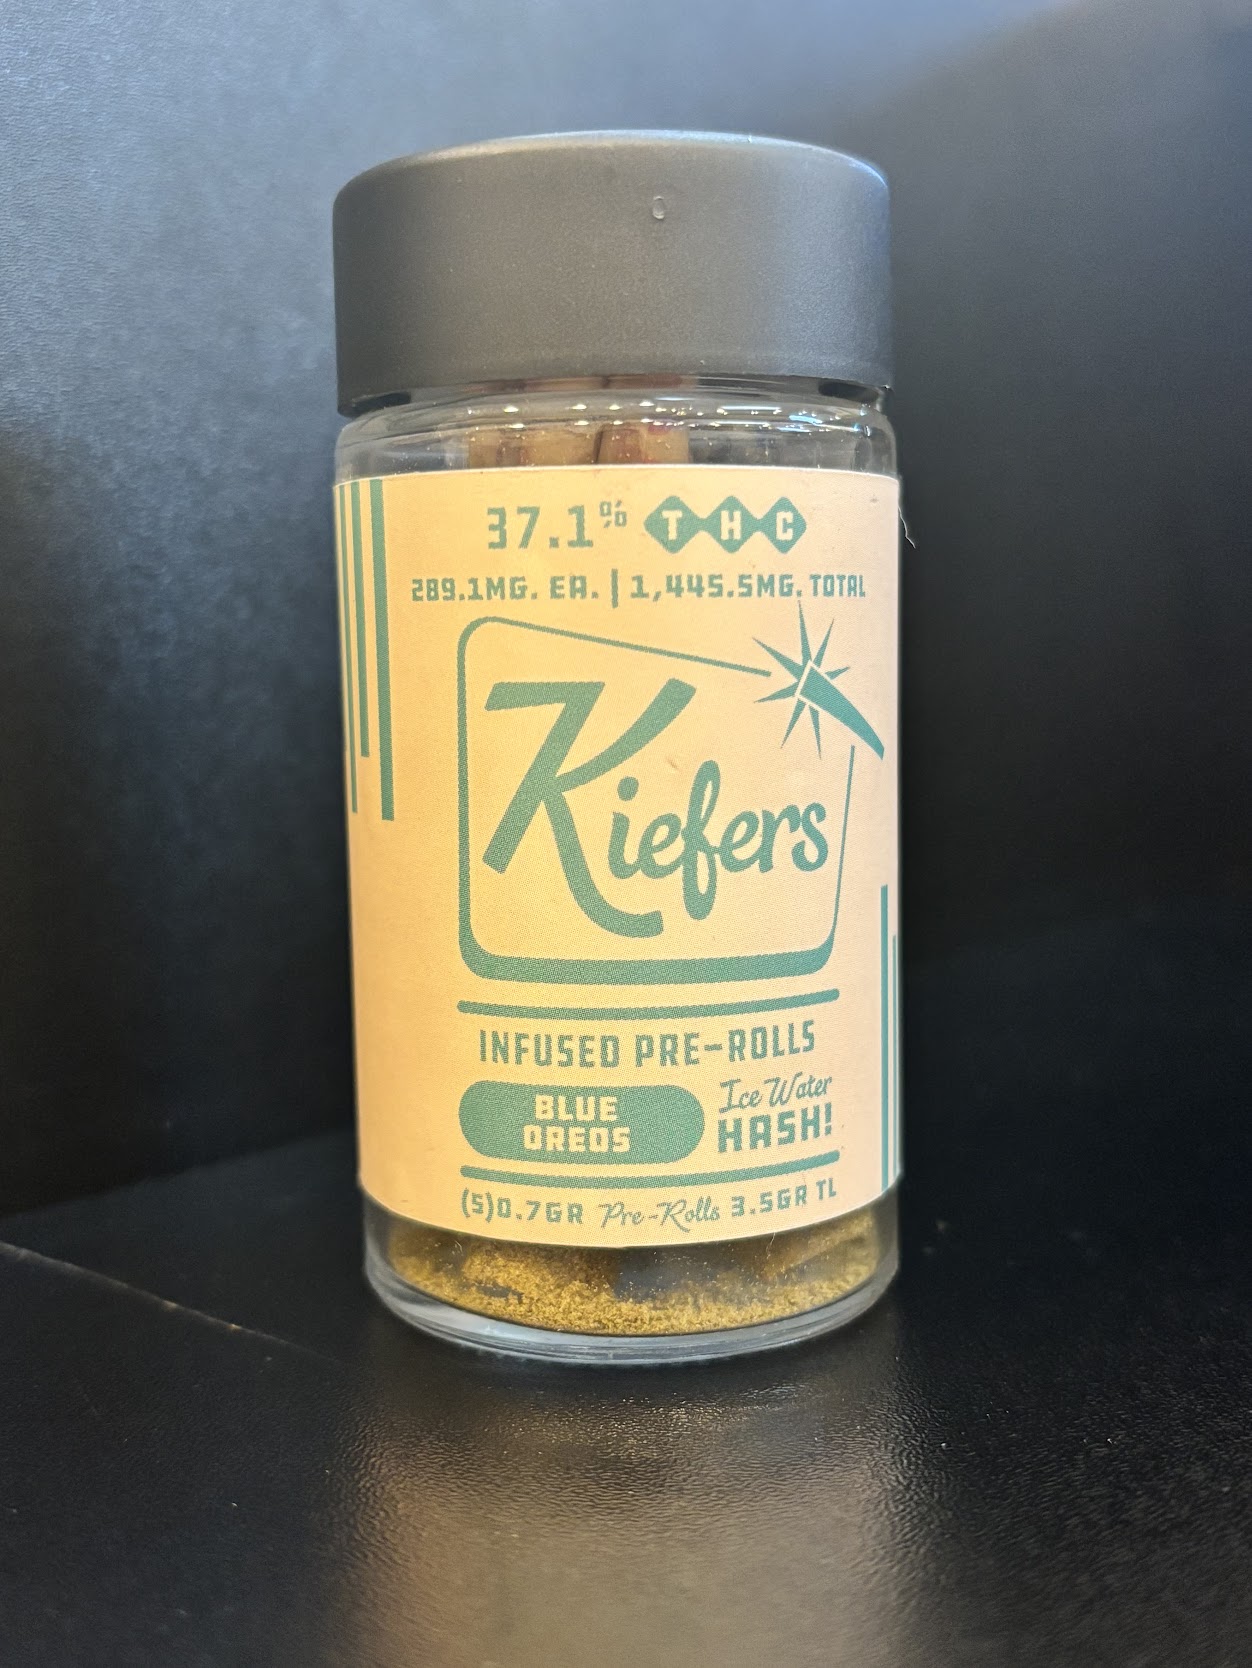 37.1% THC
289.1MG. EA. | 1,445.5MG. TOTAL
Kiefers
INFUSED PRE-ROLLS
BLUE
OREOS
Ice Water
HASH!
(5)0.7GR Pre-Rolls 3.5GR TL